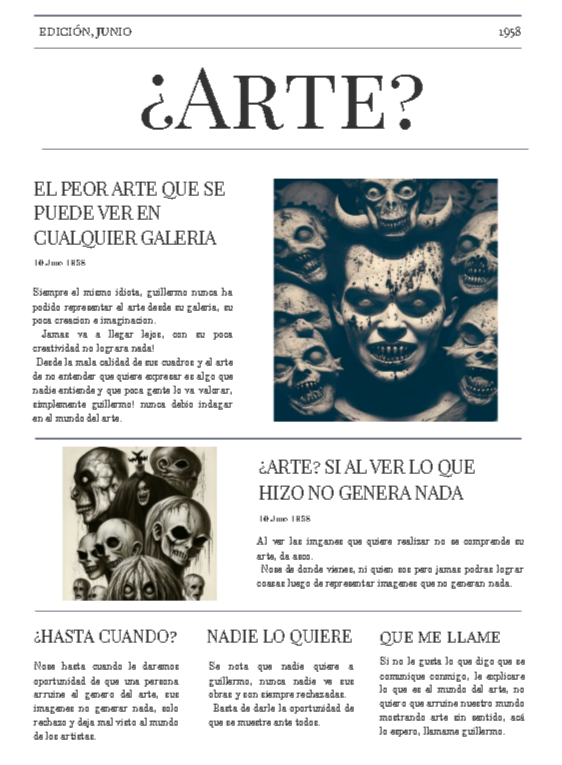 EDICIÓN, JUNIO 1958
¿ARTE?
EL PEOR ARTE QUE SE
PUEDE VER EN
CUALQUIER GALERIA
10 Juno 1858
Siempre el mismo idiota, guillermo nunca ha
podido representar el arte desde su galeria, su
poca creacion e imaginacion.
Jamas va a llegar lejos, con su poca
creatividad no lograra nada!
Desde la mala calidad de sus cuadros y el arte
de no entender que quiere expresar es algo que
nadie entiende y que poca gente lo va valorar,
simplemente guillermo! nunca debio indagar
en el mundo del arte.
¿ARTE? SI AL VER LO QUE
HIZO NO GENERA NADA
10 Juno 1858
Al ver las imganes que quiere realizar no se comprende su
arte, da asco.
Nose de donde vienes, ni quien sos pero jamas podras lograr
cosas luego de representar imagenes que no generan nada.
¿HASTA CUANDO?
Nose hasta cuando le daremos
oportunidad de que una persona
arruine el genero del arte, sus
imagenes no generar nada, solo
rechazo y deja mal visto al mundo
de los artistas.
NADIE LO QUIERE
Se nota que nadie quiere a
guillermo, nunca nadie ve sus
obras y son siempre rechazadas.
Basta de darle la oportunidad de
que se muestre ante todos.
QUE ME LLAME
Si no le gusta lo que digo que se
comunique conmigo, le explicare
lo que es el mundo del arte, no
quiero que arruine nuestro mundo
mostrando arte sin sentido, acá
lo espero, llamame guillermo.